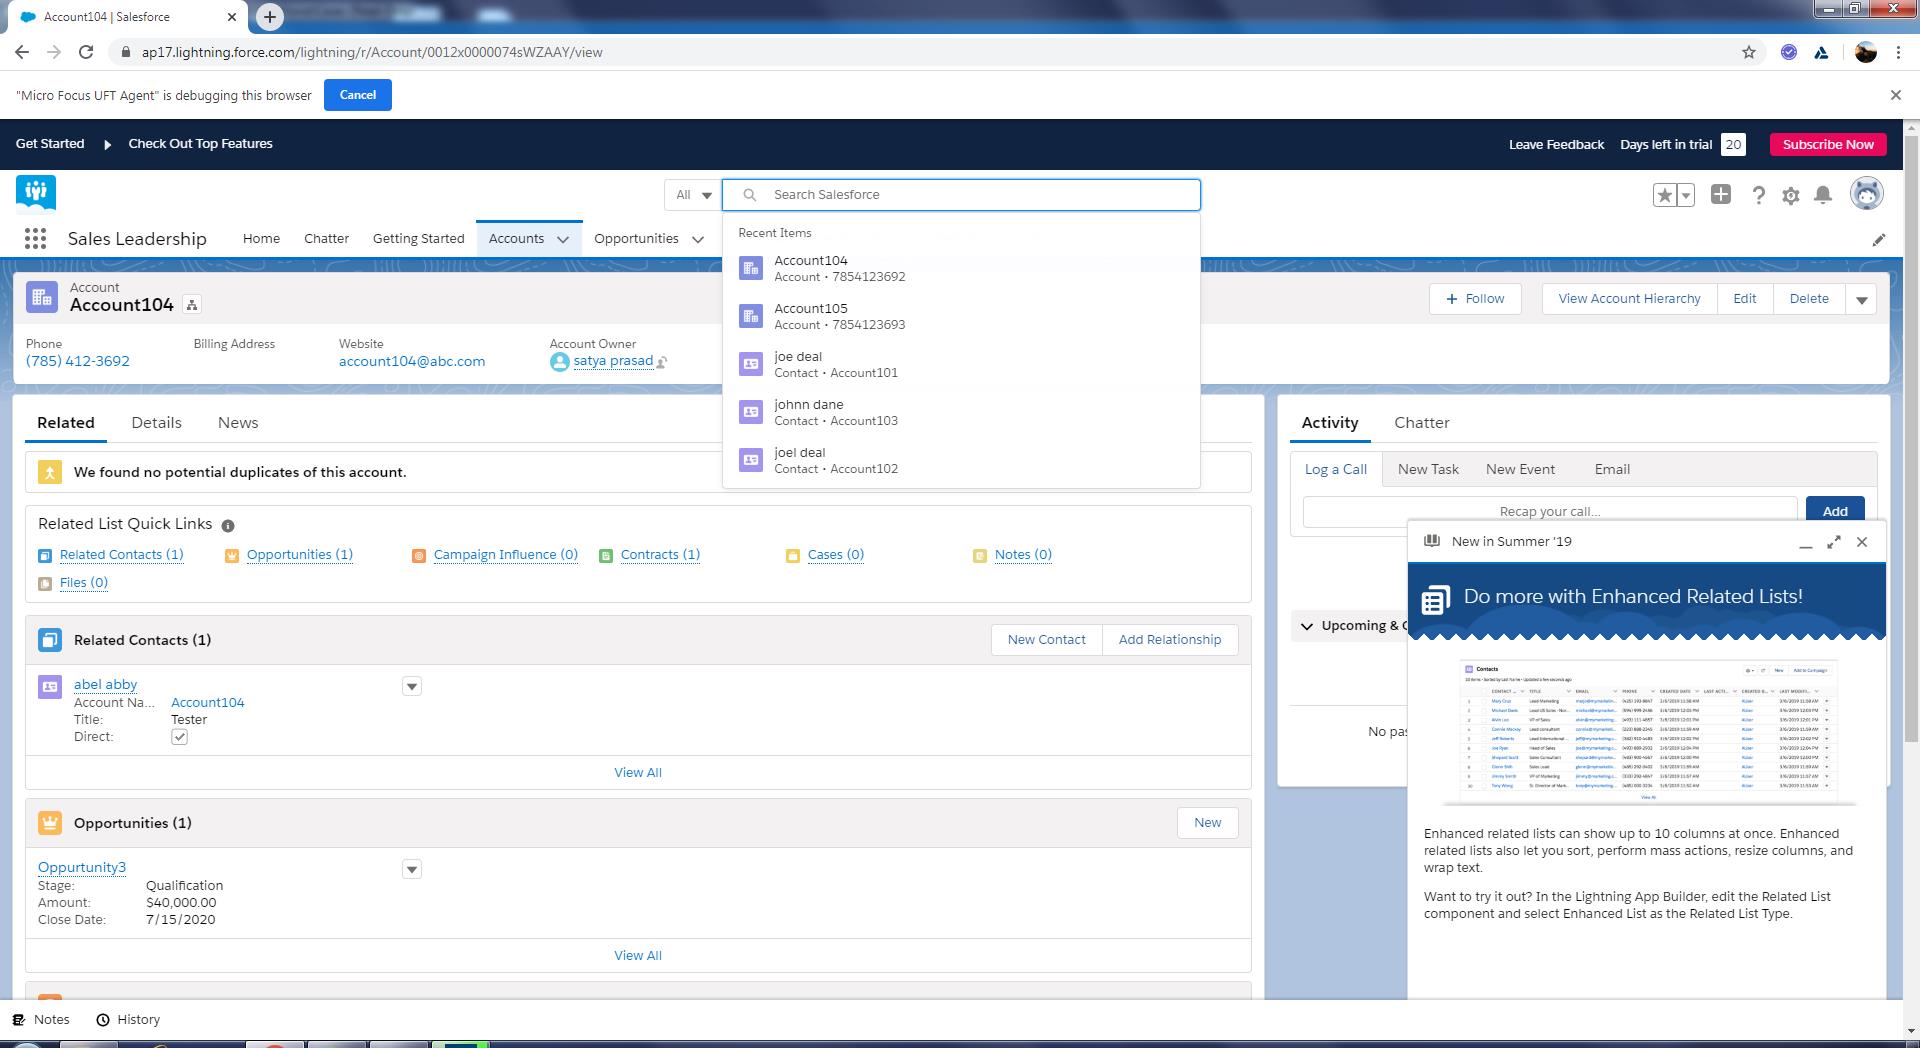 Account104 | Salesforce
ap17.lightning.force.com/lightning/r/Account/0012x0000074sWZAAY/view
"Micro Focus UFT Agent" is debugging this browser
Cancel
Get Started
Check Out Top Features
Leave Feedback
Days left in trial
20
Subscribe Now
All
Search Salesforce
Sales Leadership
Home
Chatter
Getting Started
Accounts
Opportunities
Recent Items
Account104
Account • 7854123692
Account105
Account • 7854123693
joe deal
Contact • Account101
johnn dane
Contact • Account103
joel deal
Contact • Account102
Account
Account104
+ Follow
View Account Hierarchy
Edit
Delete
Phone
(785) 412-3692
Billing Address
Website
account104@abc.com
Account Owner
satya prasad
Related
Details
News
We found no potential duplicates of this account.
Related List Quick Links
Related Contacts (1)
Opportunities (1)
Campaign Influence (0)
Contracts (1)
Cases (0)
Notes (0)
Files (0)
Related Contacts (1)
New Contact
Add Relationship
abel abby
Account Na... Account104
Title: Tester
Direct:
View All
Opportunities (1)
New
Oppurtunity3
Stage: Qualification
Amount: $40,000.00
Close Date: 7/15/2020
View All
Activity
Chatter
Log a Call
New Task
New Event
Email
Recap your call...
Add
Upcoming &
No pas
New in Summer '19
Do more with Enhanced Related Lists!
Contacts
Enhanced related lists can show up to 10 columns at once. Enhanced
related lists also let you sort, perform mass actions, resize columns, and
wrap text.
Want to try it out? In the Lightning App Builder, edit the Related List
component and select Enhanced List as the Related List Type.
Notes
History